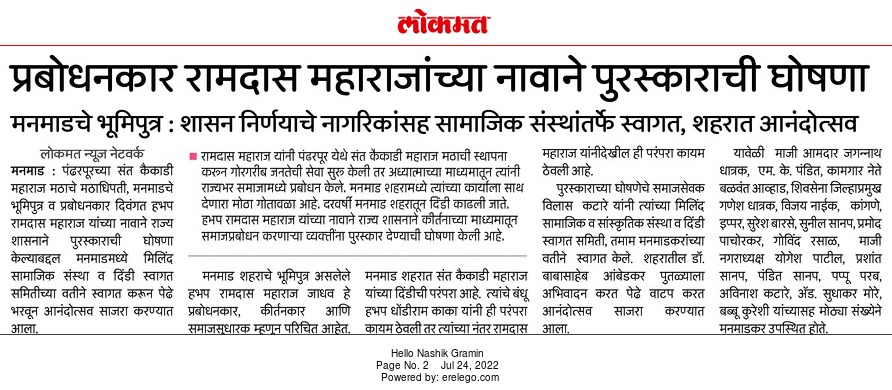 लोकमत
प्रबोधनकार रामदास महाराजांच्या नावाने पुरस्काराची घोषणा
मनमाडचे भूमिपुत्र : शासन निर्णयाचे नागरिकांसह सामाजिक संस्थांतर्फे स्वागत, शहरात आनंदोत्सव
लोकमत न्यूज नेटवर्क
मनमाड : पंढरपूरच्या संत कैकाडी
महाराज मठाचे मठाधिपती, मनमाडचे
भूमिपुत्र व प्रबोधनकार दिवंगत हभप
रामदास महाराज यांच्या नावाने राज्य
शासनाने पुरस्काराची घोषणा
केल्याबद्दल मनमाडमध्ये मिलिंद
सामाजिक संस्था व दिंडी स्वागत
समितीच्या वतीने स्वागत करून पेढे
भरवून आनंदोत्सव साजरा करण्यात
आला.
■ रामदास महाराज यांनी पंढरपूर येथे संत कैकाडी महाराज मठाची स्थापना
करून गोरगरीब जनतेची सेवा सुरू केली तर अध्यात्माच्या माध्यमातून त्यांनी
राज्यभर समाजामध्ये प्रबोधन केले. मनमाड शहरामध्ये त्यांच्या कार्याला साथ
देणारा मोठा गोतावळा आहे. दरवर्षी मनमाड शहरातून दिंडी काढली जाते.
हभप रामदास महाराज यांच्या नावाने राज्य शासनाने कीर्तनाच्या माध्यमातून
समाजप्रबोधन करणाऱ्या व्यक्तींना पुरस्कार देण्याची घोषणा केली आहे.
मनमाड शहराचे भूमिपुत्र असलेले
हभप रामदास महाराज जाधव हे
प्रबोधनकार, कीर्तनकार आणि
समाजसुधारक म्हणून परिचित आहेत.
मनमाड शहरात संत कैकाडी महाराज
यांच्या दिंडीची परंपरा आहे. त्यांचे बंधू
हभप धोंडीराम काका यांनी ही परंपरा
कायम ठेवली तर त्यांच्या नंतर रामदास
महाराज यांनीदेखील ही परंपरा कायम
ठेवली आहे.
पुरस्काराच्या घोषणेचे समाजसेवक
विलास कटारे यांनी त्यांच्या मिलिंद
सामाजिक व सांस्कृतिक संस्था व दिंडी
स्वागत समिती, तमाम मनमाडकरांच्या
वतीने स्वागत केले. शहरातील डॉ.
बाबासाहेब आंबेडकर पुतळ्याला
अभिवादन करत पेढे वाटप करत
आनंदोत्सव साजरा करण्यात
आला.
यावेळी माजी आमदार जगन्नाथ
धात्रक, एम. के. पंडित, कामगार नेते
बळवंत आव्हाड, शिवसेना जिल्हाप्रमुख
गणेश धात्रक, विजय नाईक, कांगणे,
इप्पर, सुरेश बारसे, सुनील सानप, प्रमोद
पाचोरकर, गोविंद रसाळ, माजी
नगराध्यक्ष योगेश पाटील, प्रशांत
सानप, पंडित सानप, पप्पू परब,
अविनाश कटारे, ॲड. सुधाकर मोरे,
बब्बू कुरेशी यांच्यासह मोठ्या संख्येने
मनमाडकर उपस्थित होते.
Hello Nashik Gramin
Page No. 2 Jul 24, 2022
Powered by: erelego.com